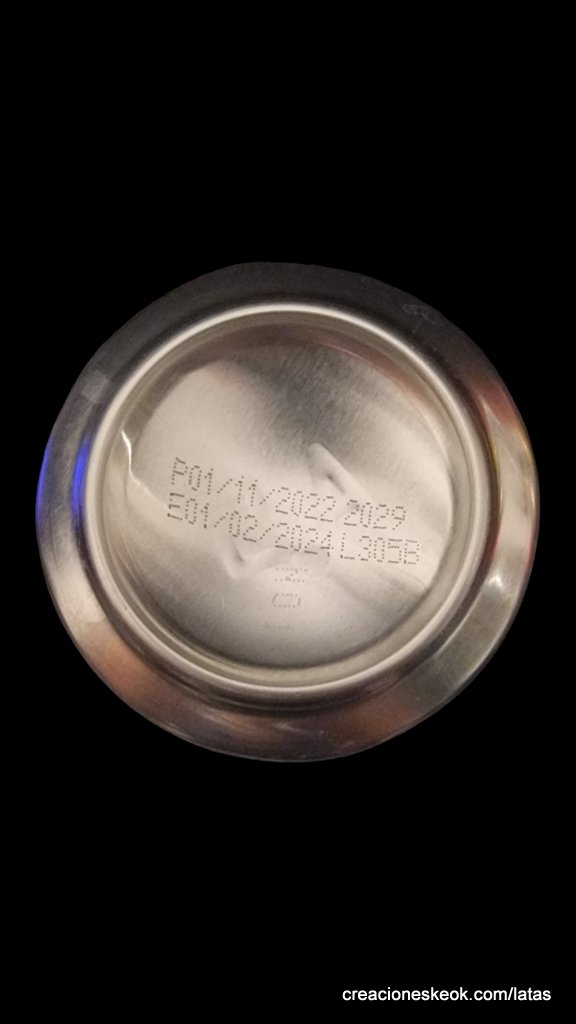 P01/11/2022 2029
E01/02/2024 L305B
creacioneskeok.com/latas